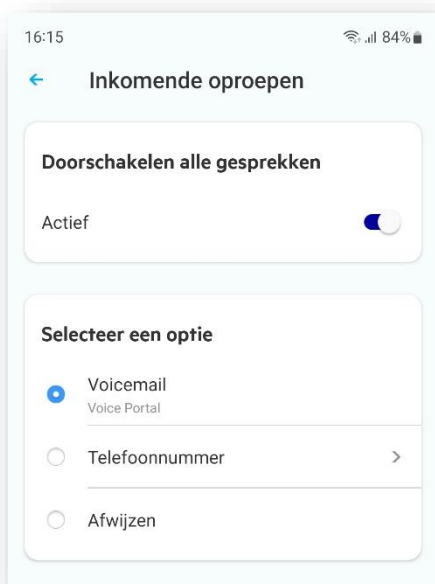 16:15 84%
Inkomende oproepen
Doorschakelen alle gesprekken
Actief
Selecteer een optie
Voicemail
Voice Portal
Telefoonnummer
Afwijzen